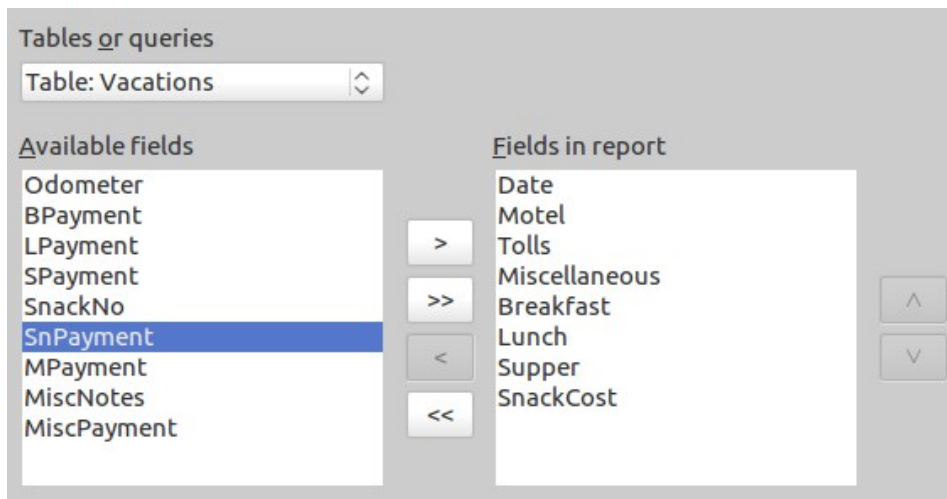 Tables or queries
Table: Vacations
Available fields
Odometer
BPayment
LPayment
SPayment
SnackNo
SnPayment
MPayment
MiscNotes
MiscPayment
>
>>
<
<<
Fields in report
Date
Motel
Tolls
Miscellaneous
Breakfast
Lunch
Supper
SnackCost